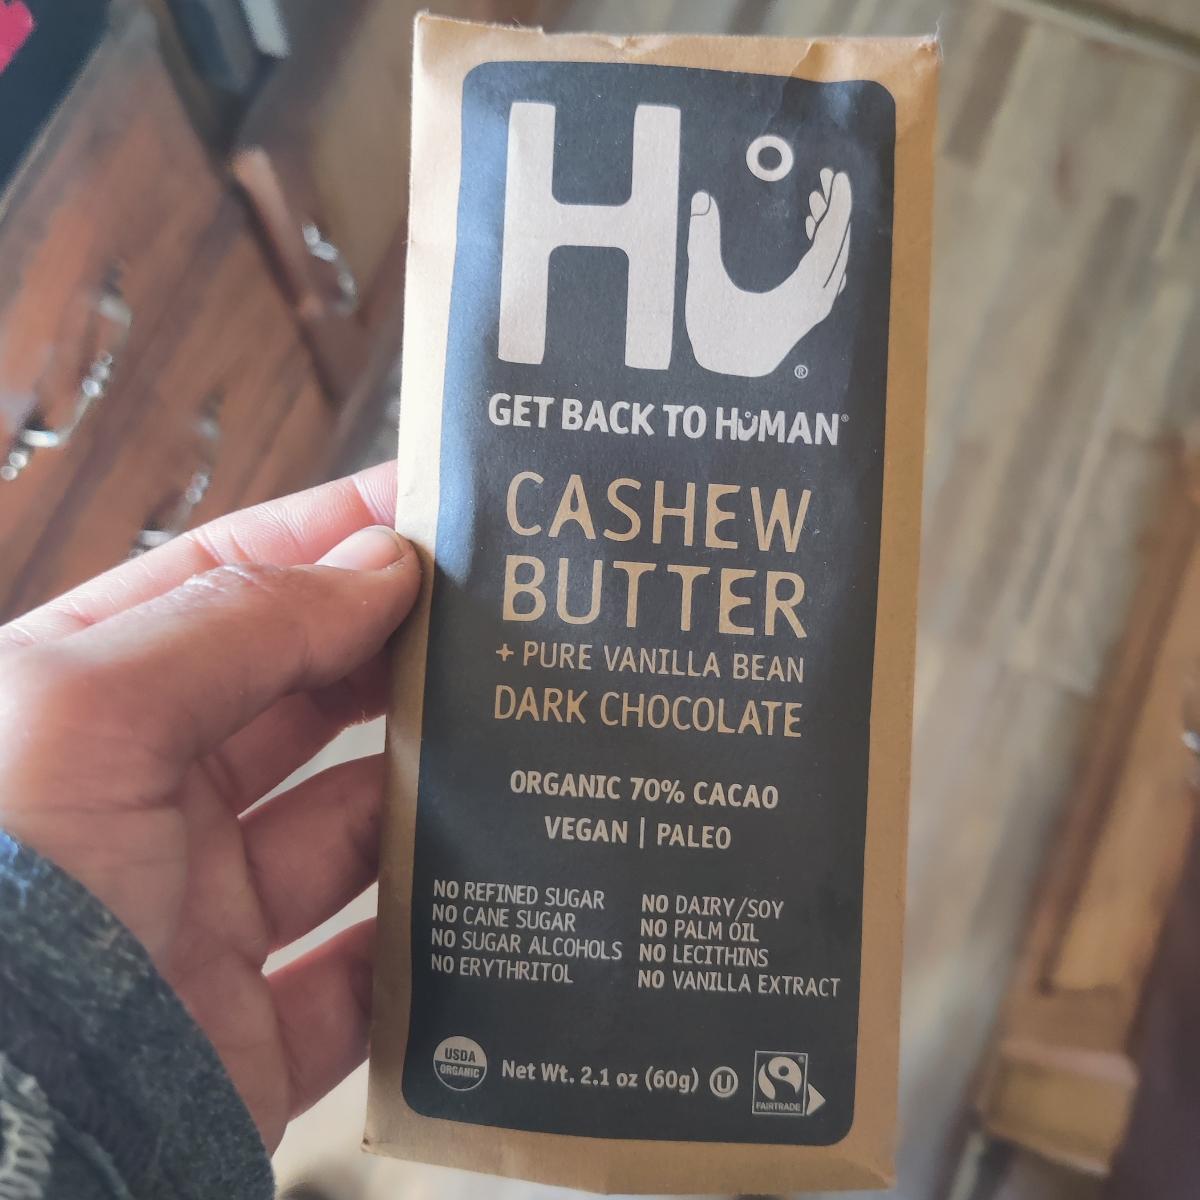 Hu
®
GET BACK TO HuMAN®
CASHEW
BUTTER
+ PURE VANILLA BEAN
DARK CHOCOLATE
ORGANIC 70% CACAO
VEGAN | PALEO
NO REFINED SUGAR
NO CANE SUGAR
NO SUGAR ALCOHOLS
NO ERYTHRITOL
NO DAIRY/SOY
NO PALM OIL
NO LECITHINS
NO VANILLA EXTRACT
USDA
ORGANIC
Net Wt. 2.1 oz (60g)
U
FAIRTRADE